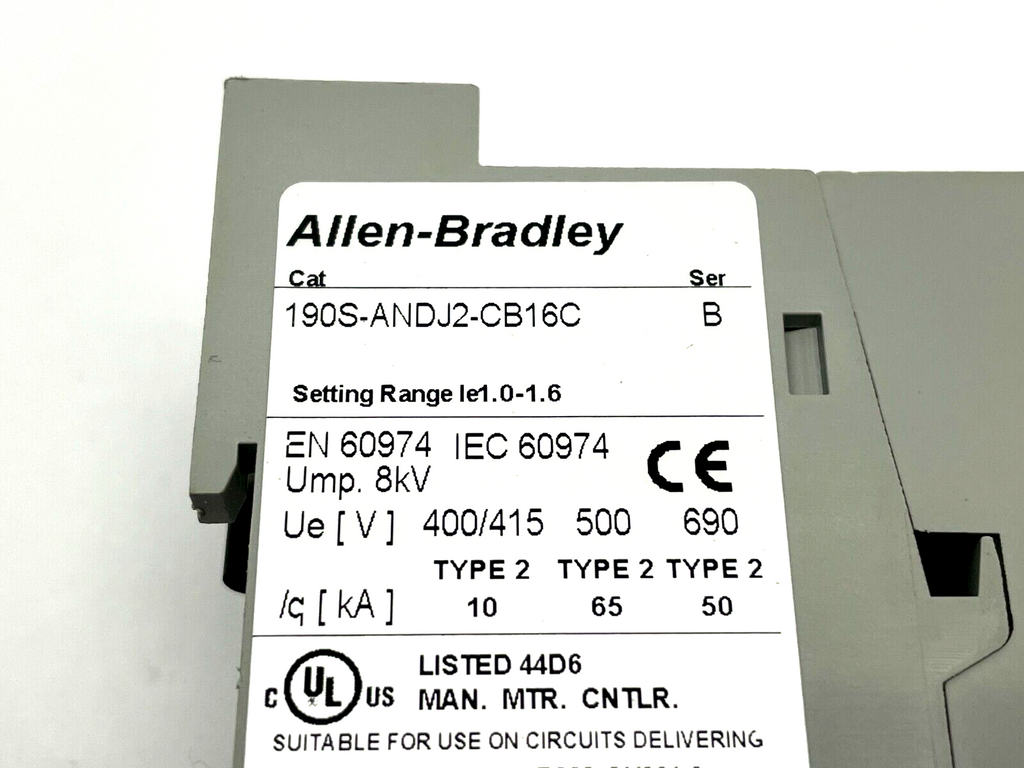 Allen-Bradley
Cat Ser
190S-ANDJ2-CB16C B
Setting Range Ie1.0-1.6
EN 60974 IEC 60974
CE
Ump. 8kV
Ue [ V ] 400/415 500 690
TYPE 2 TYPE 2 TYPE 2
Iq [ kA ] 10 65 50
C UL US LISTED 44D6
MAN. MTR. CNTLR.
SUITABLE FOR USE ON CIRCUITS DELIVERING